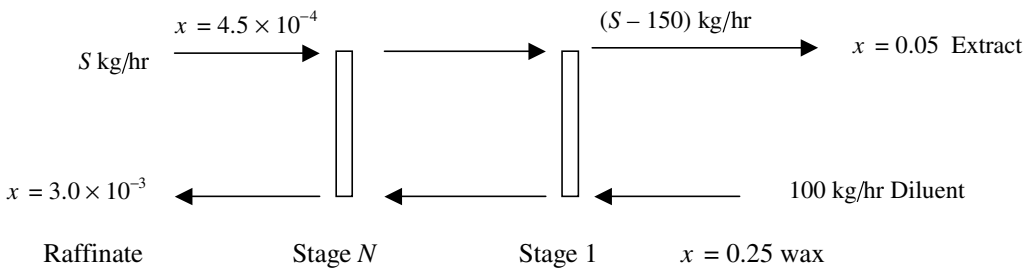 x = 4.5 × 10⁻⁴
(S – 150) kg/hr
S kg/hr
x = 0.05 Extract
x = 3.0 × 10⁻³
100 kg/hr Diluent
Raffinate
Stage N
Stage 1
x = 0.25 wax